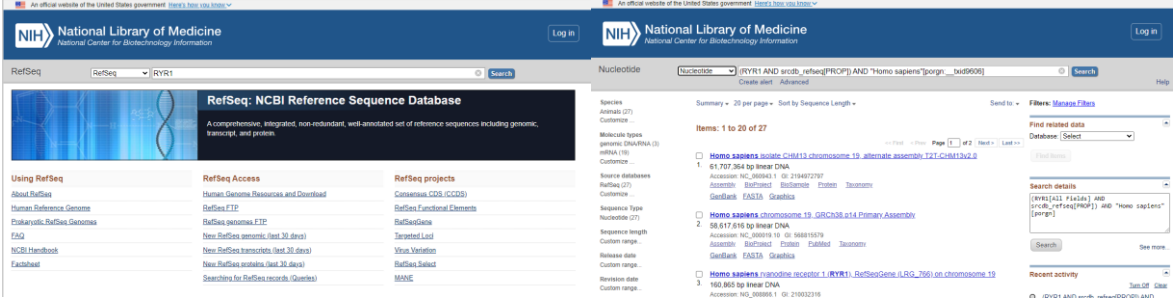 An official website of the United States government Here's how you know
NIH National Library of Medicine
National Center for Biotechnology Information
Log in
RefSeq
RefSeq
RYR1
Search
RefSeq: NCBI Reference Sequence Database
A comprehensive, integrated, non-redundant, well-annotated set of reference sequences including genomic,
transcript, and protein.
Using RefSeq
About RefSeq
Human Reference Genome
Prokaryotic RefSeq Genomes
FAQ
NCBI Handbook
Factsheet
RefSeq Access
Human Genome Resources and Download
RefSeq FTP
RefSeq genomes FTP
New RefSeq genomic (last 30 days)
New RefSeq transcripts (last 30 days)
New RefSeq proteins (last 30 days)
Searching for RefSeq records (Queries)
RefSeq projects
Consensus CDS (CCDS)
RefSeq Functional Elements
RefSeqGene
Targeted Loci
Virus Variation
RefSeq Select
MANE
An official website of the United States government Here's how you know
NIH National Library of Medicine
National Center for Biotechnology Information
Log in
Nucleotide
Nucleotide
(RYR1 AND srcdb_refseq[PROP]) AND "Homo sapiens"[porgn:__txid9606]
Search
Create alert Advanced
Help
Species
Animals (27)
Customize ...
Molecule types
genomic DNA/RNA (3)
mRNA (19)
Customize ...
Source databases
RefSeq (27)
Customize ...
Sequence Type
Nucleotide (27)
Sequence length
Custom range...
Release date
Custom range...
Revision date
Custom range...
Summary 20 per page Sort by Sequence Length
Send to:
Items: 1 to 20 of 27
<< First < Prev Page 1 of 2 Next > Last >>
Homo sapiens isolate CHM13 chromosome 19, alternate assembly T2T-CHM13v2.0
1. 61,707,364 bp linear DNA
Accession: NC_060943.1 GI: 2194972797
Assembly BioProject BioSample Protein Taxonomy
GenBank FASTA Graphics
Homo sapiens chromosome 19, GRCh38.p14 Primary Assembly
2. 58,617,616 bp linear DNA
Accession: NC_000019.10 GI: 568815579
Assembly BioProject Protein PubMed Taxonomy
GenBank FASTA Graphics
Homo sapiens ryanodine receptor 1 (RYR1), RefSeqGene (LRG_766) on chromosome 19
3. 160,865 bp linear DNA
Accession: NG_008866.1 GI: 210032316
Filters: Manage Filters
Find related data
Database: Select
Find items
Search details
(RYR1[All Fields] AND
srcdb_refseq[PROP]) AND "Homo sapiens"
[porgn]
Search
See more...
Recent activity
Turn Off Clear
(RYR1 AND srcdb_refseq[PROP]) AND